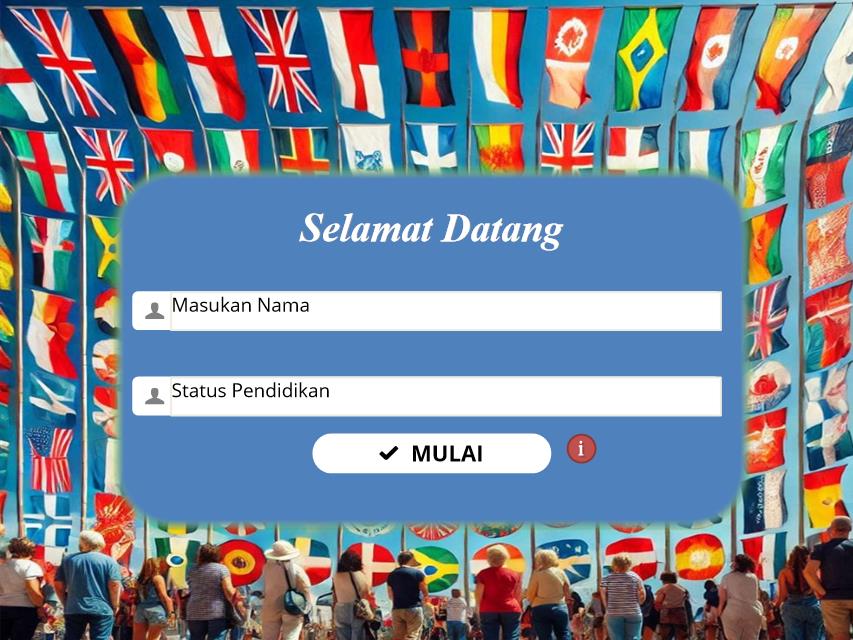 Selamat Datang
Masukan Nama
Status Pendidikan
MULAI
i